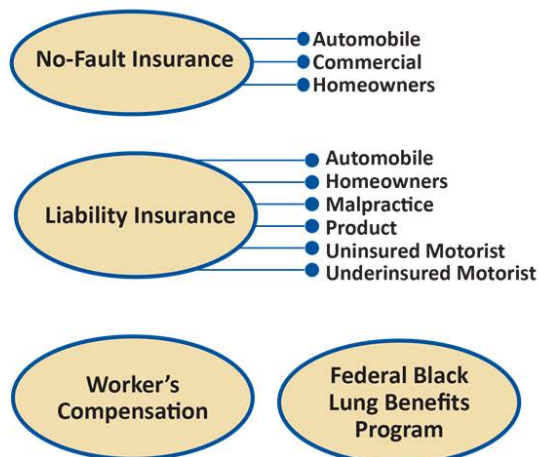 No-Fault Insurance
Automobile
Commercial
Homeowners
Liability Insurance
Automobile
Homeowners
Malpractice
Product
Uninsured Motorist
Underinsured Motorist
Worker's
Compensation
Federal Black
Lung Benefits
Program